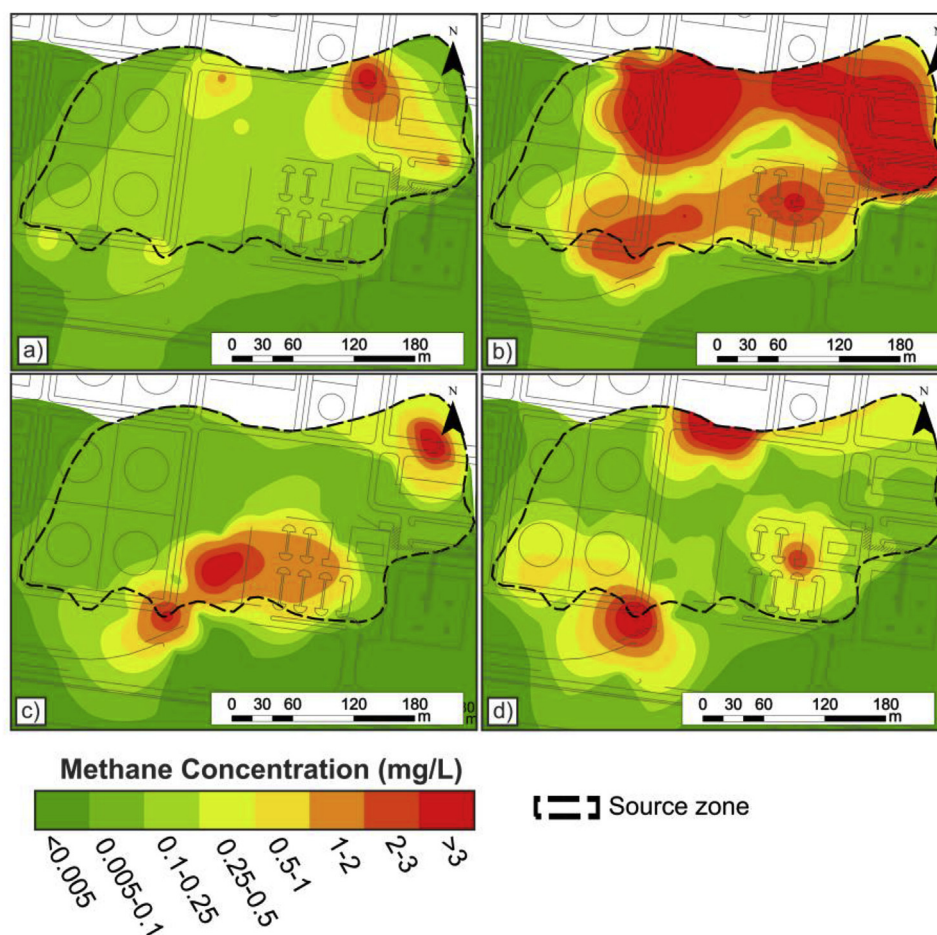 N
N
a)
0 30 60 120 180
m
b)
0 30 60 120 180
m
N
N
c)
0 30 60 120 180
m
30
d)
0 30 60 120 180
m
Methane Concentration (mg/L)
<0.005
0.005-0.1
0.1-0.25
0.25-0.5
0.5-1
1-2
2-3
>3
Source zone